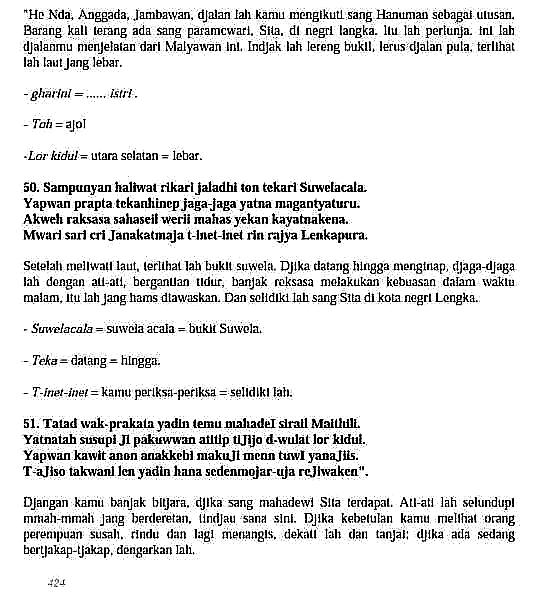 "He Nda, Anggada, Jambawan, djalan lah kamu mengikuti sang Hanuman sebagai utusan.
Barang kali terang ada sang paramcwari, Sita, di negri langka. Itu lah perlunja. Ini lah
djalanmu menjelatan dari Malyawan ini. Indjak lah lereng bukit, lerus djalan pula, terlihat
lah laut jang lebar.
- gharini = ...... istri .
- Toh = ajo!
-Lor kidul = utara selatan = lebar.
50. Sampunyan haliwat rikari jaladhi ton tekari Suwelacala.
Yapwan prapta tekanhinep jaga-jaga yatna magantyaturu.
Akweh raksasa sahaseli werii mahas yekan kayatnakena.
Mwari sari cri Janakatmaja t-inet-inet rin rajya Lenkapura.
Setelah meliwati laut, terlihat lah bukit suwela. Djika datang hingga menginap, djaga-djaga
lah dengan ati-ati, bergantian tidur, banjak reksasa melakukan kebuasan dalam waktu
malam, itu lah jang hams diawaskan. Dan selidiki lah sang Sita di kota negri Lengka.
- Suwelacala = suwela acala = bukit Suwela.
- Teka = datang = hingga.
- T-inet-inet = kamu periksa-periksa = selidiki lah.
51. Tatad wak-prakata yadin temu mahadeI sirail Maithili.
Yatnatah susupi JI pakuwwan atitip tiJijo d-wulat lor kidul.
Yapwan kawit anon anakkebi makuJI menn tuwI yanaJiis.
T-aJiso takwani len yadin hana sedenmojar-uja reJiwaken".
Djangan kamu banjak bitjara, djika sang mahadewi Sita terdapat. Ati-ati lah selundupi
mmah-mmah jang berderetan, tindjau sana sini. Djika kebetulan kamu melihat orang
perempuan susah, rindu dan lagi menangis, dekati lah dan tanjai; djika ada sedang
bertjakap-tjakap, dengarkan lah.
424